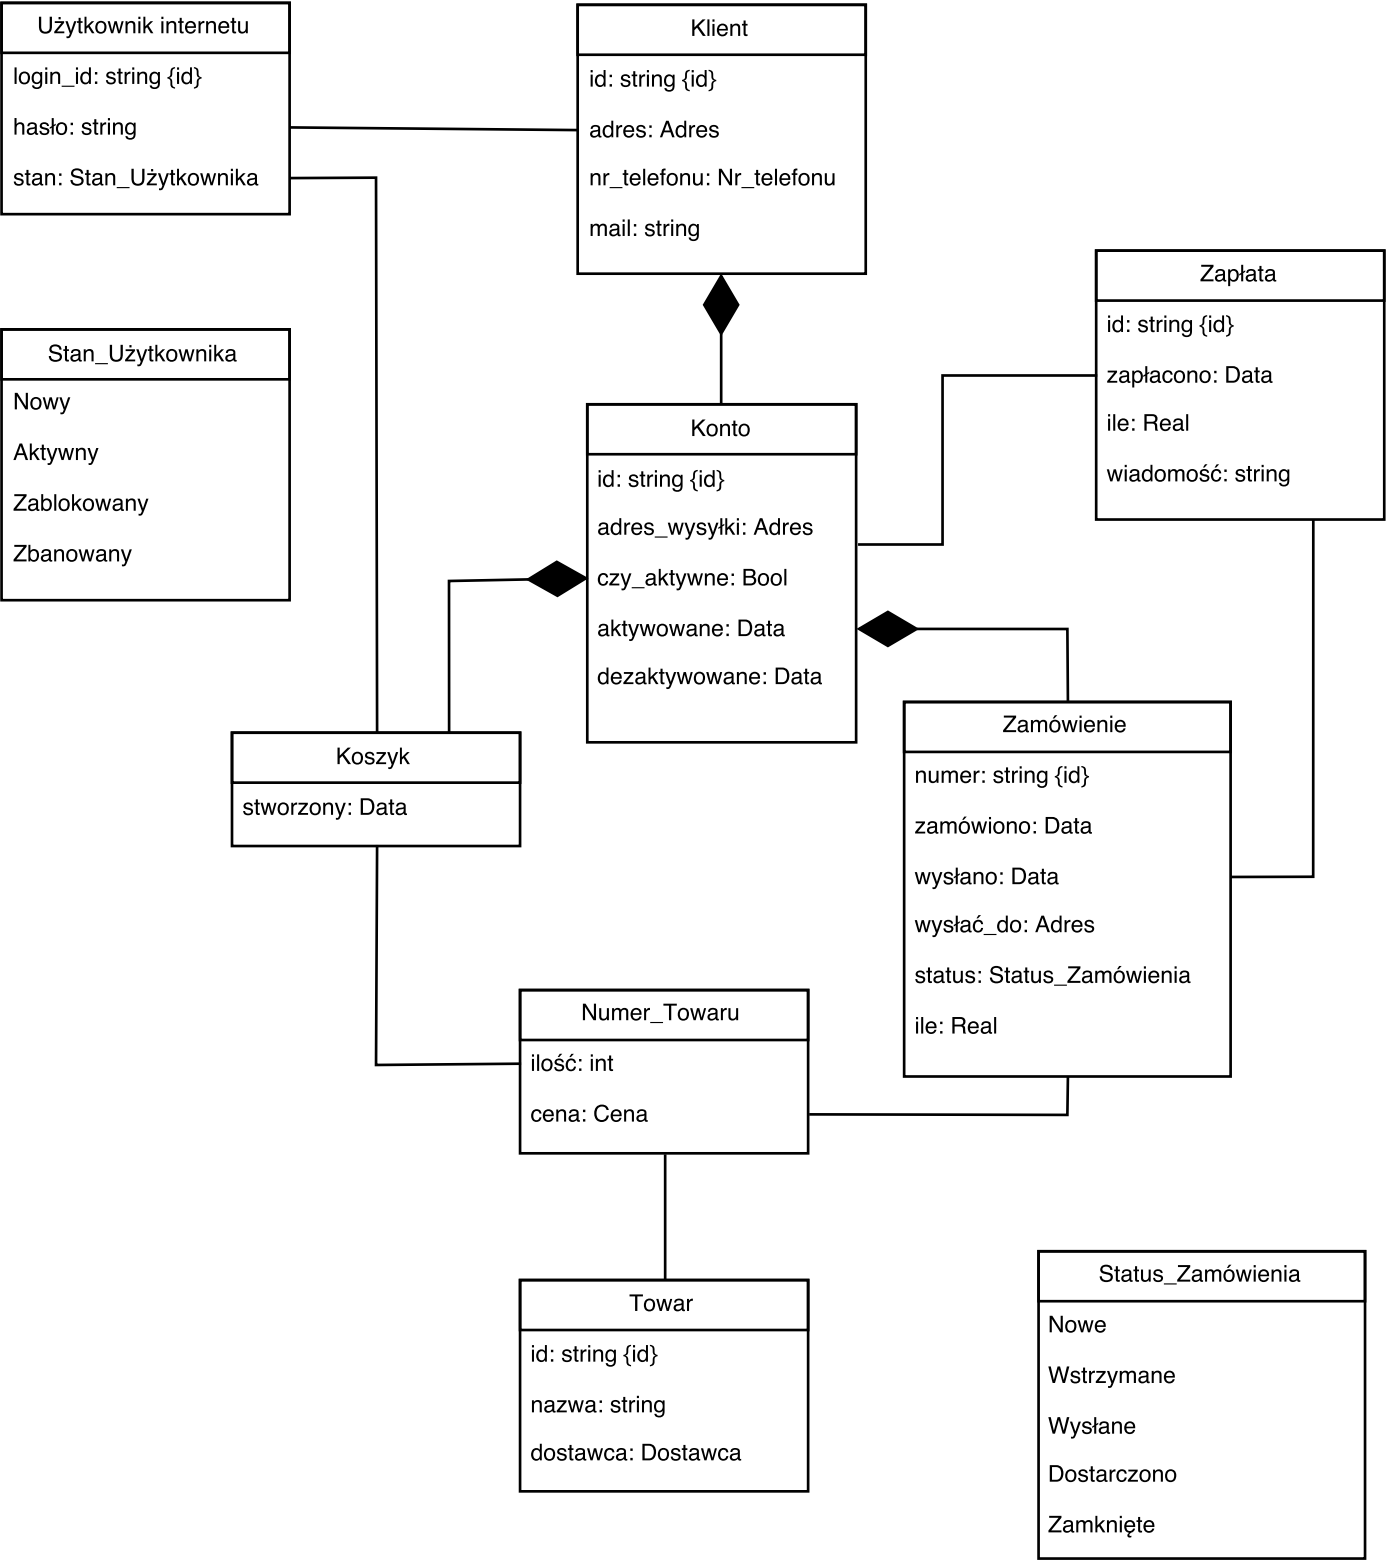 Użytkownik internetu
login_id: string {id}
hasło: string
stan: Stan_Użytkownika
Klient
id: string {id}
adres: Adres
nr_telefonu: Nr_telefonu
mail: string
Zapłata
id: string {id}
zapłacono: Data
ile: Real
wiadomość: string
Stan_Użytkownika
Nowy
Aktywny
Zablokowany
Zbanowany
Konto
id: string {id}
adres_wysyłki: Adres
czy_aktywne: Bool
aktywowane: Data
dezaktywowane: Data
Koszyk
stworzony: Data
Zamówienie
numer: string {id}
zamówiono: Data
wysłano: Data
wysłać_do: Adres
status: Status_Zamówienia
ile: Real
Numer_Towaru
ilość: int
cena: Cena
Towar
id: string {id}
nazwa: string
dostawca: Dostawca
Status_Zamówienia
Nowe
Wstrzymane
Wysłane
Dostarczono
Zamknięte